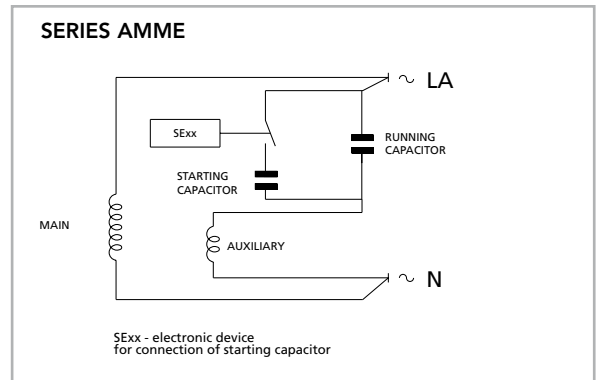 SERIES AMME
~ LA
SExx
RUNNING
CAPACITOR
STARTING
CAPACITOR
MAIN
AUXILIARY
~ N
SExx - electronic device
for connection of starting capacitor